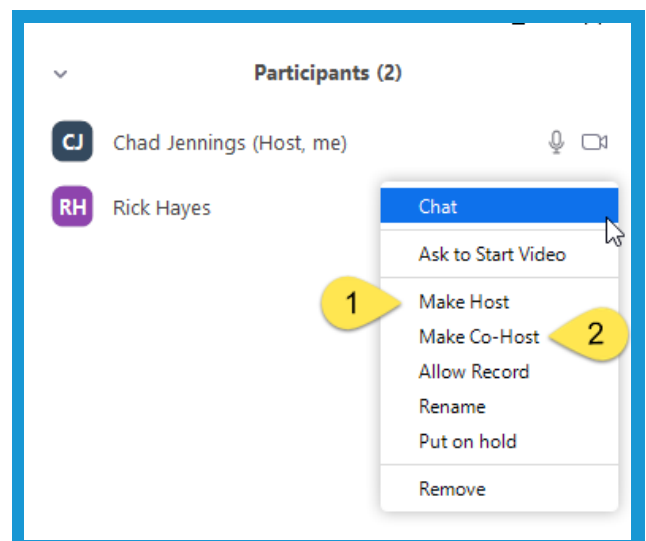 Participants (2)
CJ Chad Jennings (Host, me)
RH Rick Hayes
Chat
Ask to Start Video
1 Make Host
Make Co-Host 2
Allow Record
Rename
Put on hold
Remove